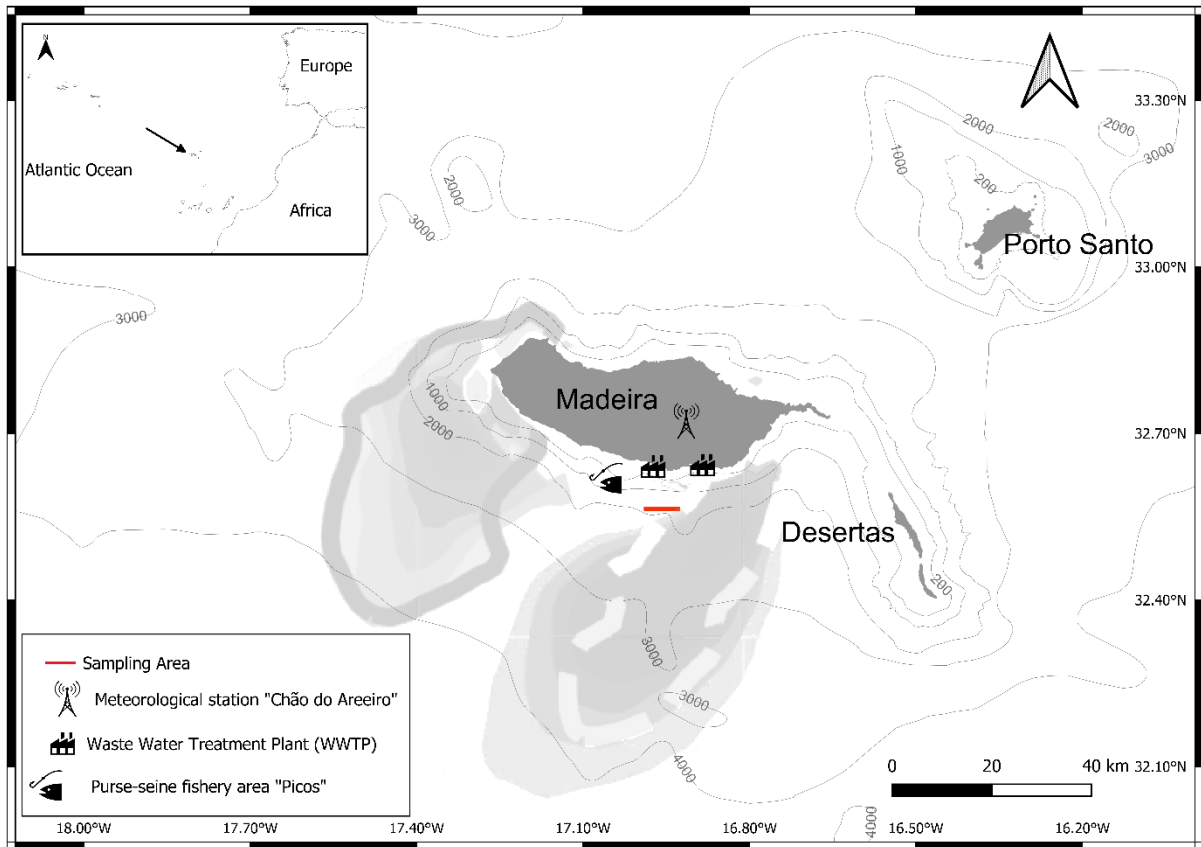 N
Europe
Atlantic Ocean
Africa
2000
2000
3000
33.30°N
1000
200
2000
3000
Porto Santo
33.00°N
3000
Madeira
1000
2000
32.70°N
Desertas
200
32.40°N
3000
3000
4000
32.10°N
4000
Sampling Area
Meteorological station "Chão do Areeiro"
Waste Water Treatment Plant (WWTP)
Purse-seine fishery area "Picos"
0 20 40 km
18.00°W 17.70°W 17.40°W 17.10°W 16.80°W 16.50°W 16.20°W